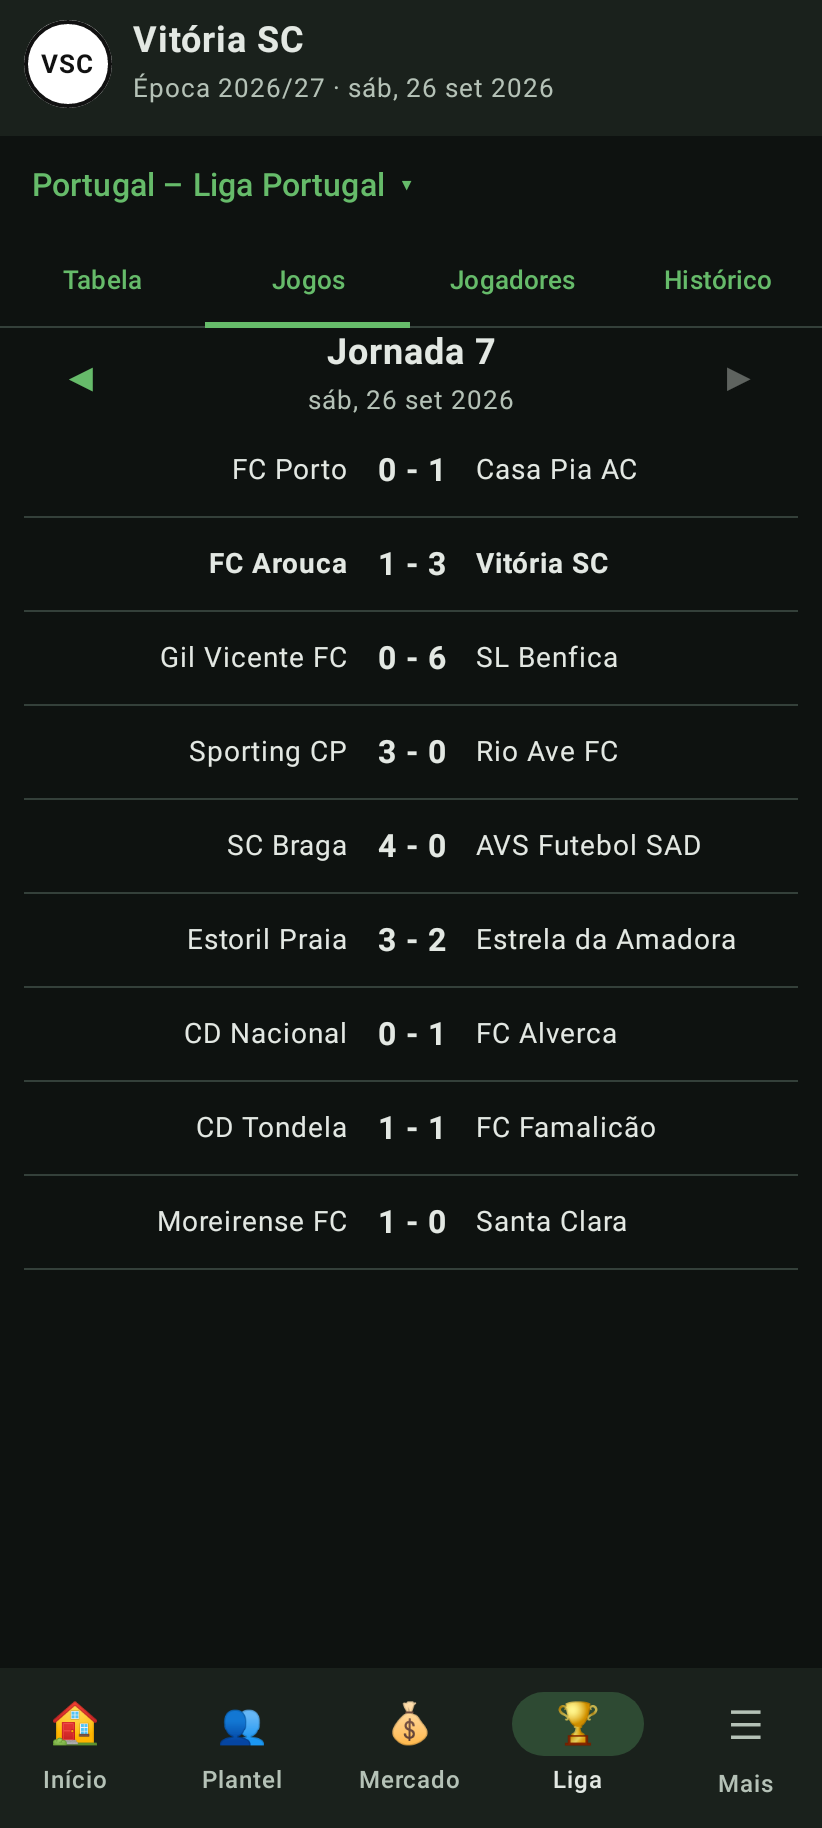 VSC
Vitória SC
Época 2026/27 · sáb, 26 set 2026
Portugal – Liga Portugal ▾
Tabela Jogos Jogadores Histórico
◀ Jornada 7 ▶
sáb, 26 set 2026
FC Porto 0 - 1 Casa Pia AC
FC Arouca 1 - 3 Vitória SC
Gil Vicente FC 0 - 6 SL Benfica
Sporting CP 3 - 0 Rio Ave FC
SC Braga 4 - 0 AVS Futebol SAD
Estoril Praia 3 - 2 Estrela da Amadora
CD Nacional 0 - 1 FC Alverca
CD Tondela 1 - 1 FC Famalicão
Moreirense FC 1 - 0 Santa Clara
Início Plantel Mercado Liga Mais